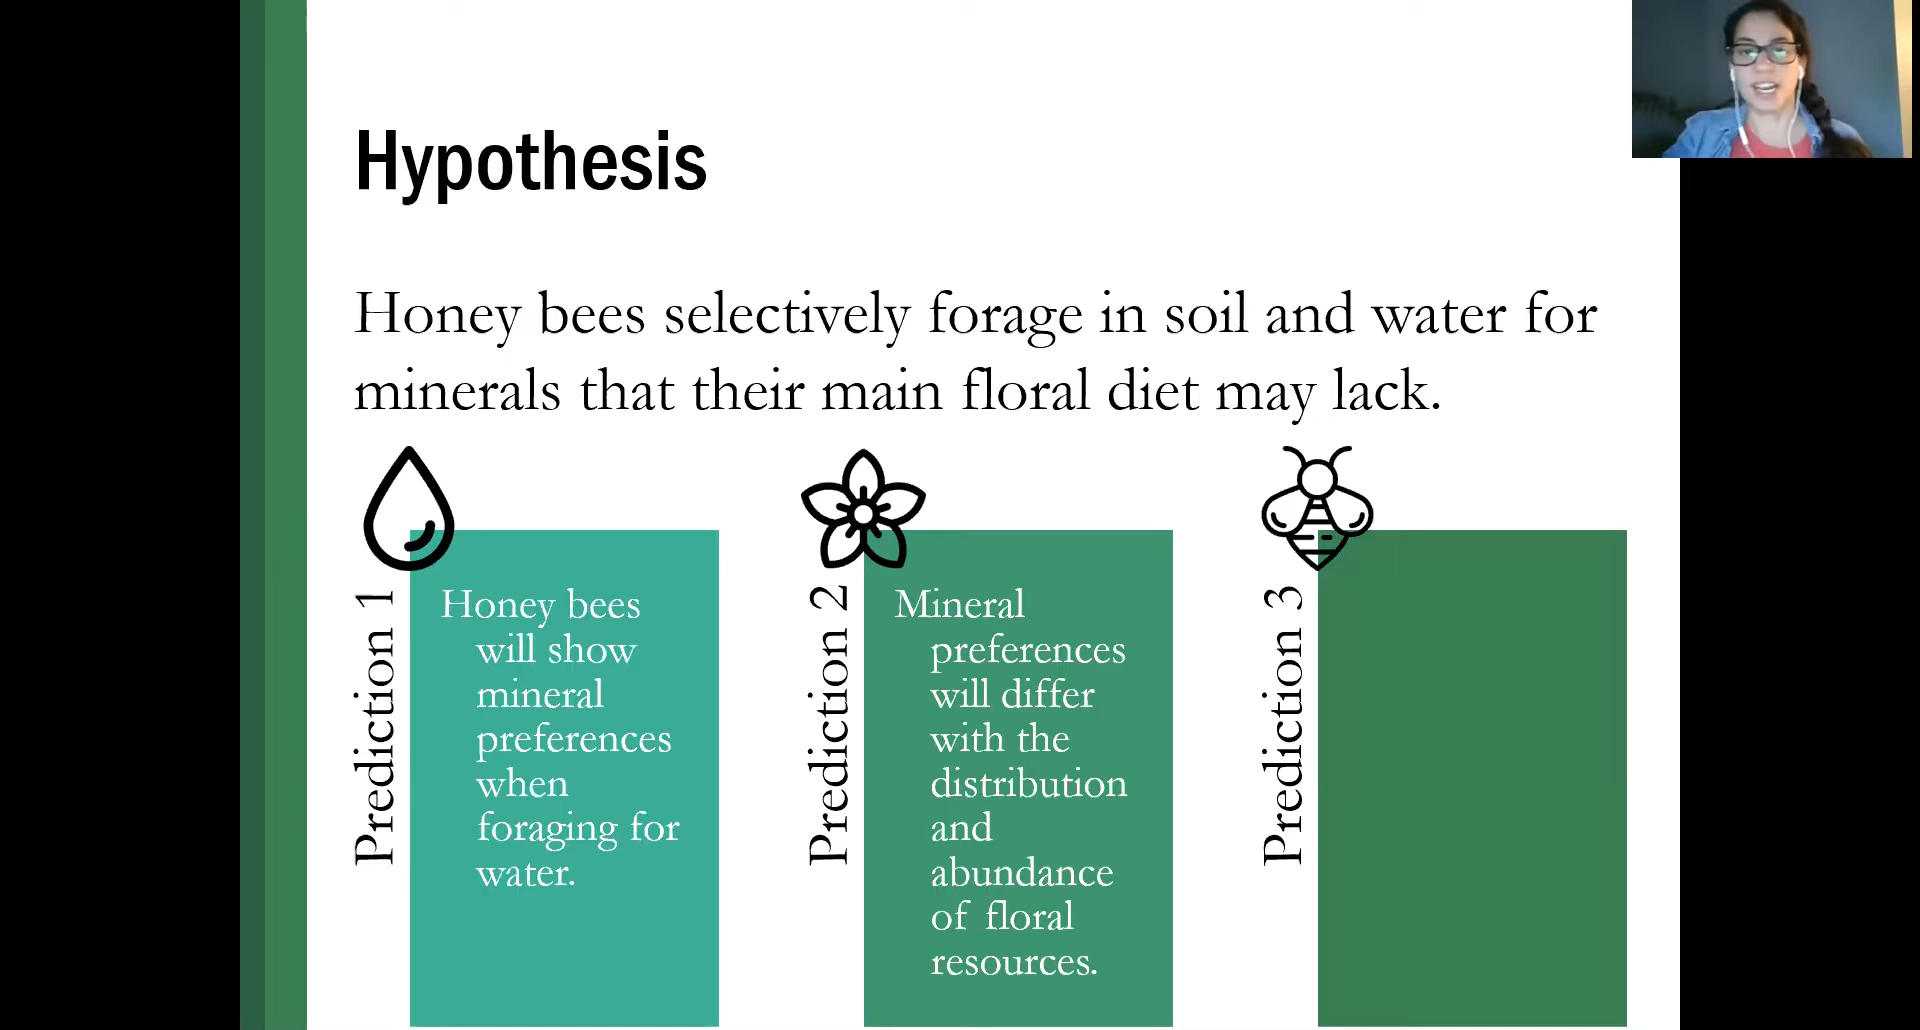 Hypothesis
Honey bees selectively forage in soil and water for
minerals that their main floral diet may lack.
Prediction 1
Honey bees
will show
mineral
preferences
when
foraging for
water.
Prediction 2
Mineral
preferences
will differ
with the
distribution
and
abundance
of floral
resources.
Prediction 3